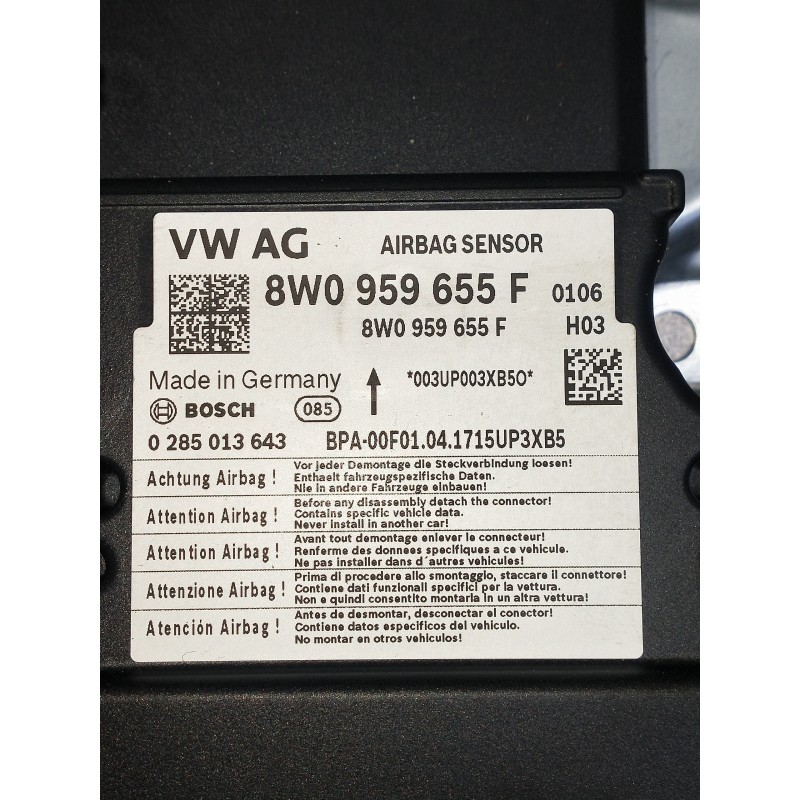 VW AG AIRBAG SENSOR
8W0 959 655 F 0106
8W0 959 655 F H03
Made in Germany *003UP003XB5O*
BOSCH 085
0 285 013 643 BPA-00F01.04.1715UP3XB5
Achtung Airbag ! Vor jeder Demontage die Steckverbindung loesen!
Enthaelt fahrzeugspezifische Daten.
Nie in andere Fahrzeuge einbauen!
Attention Airbag ! Before any disassembly detach the connector!
Contains specific vehicle data.
Never install in another car!
Attention Airbag ! Avant tout demontage enlever le connecteur!
Renferme des donnees specifiques a ce vehicule.
Ne pas installer dans d´autres vehicules!
Attenzione Airbag ! Prima di procedere allo smontaggio, staccare il connettore!
Contiene dati funzionali specifici per la vettura.
Non e quindi consentito montarla in un altra vettura!
Atención Airbag ! Antes de desmontar, desconectar el conector!
Contiene datos especificos del vehiculo.
No montar en otros vehiculos!